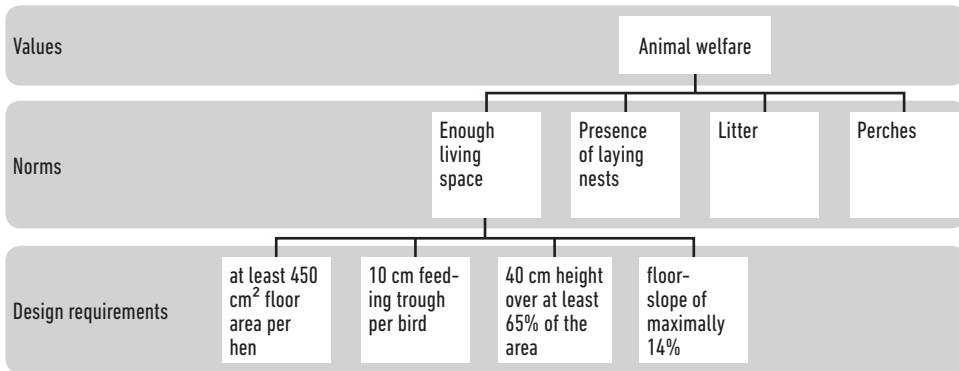 Values
Animal welfare
Norms
Enough
living
space
Presence
of laying
nests
Litter
Perches
Design requirements
at least 450
cm² floor
area per
hen
10 cm feed-
ing trough
per bird
40 cm height
over at least
65% of the
area
floor-
slope of
maximally
14%